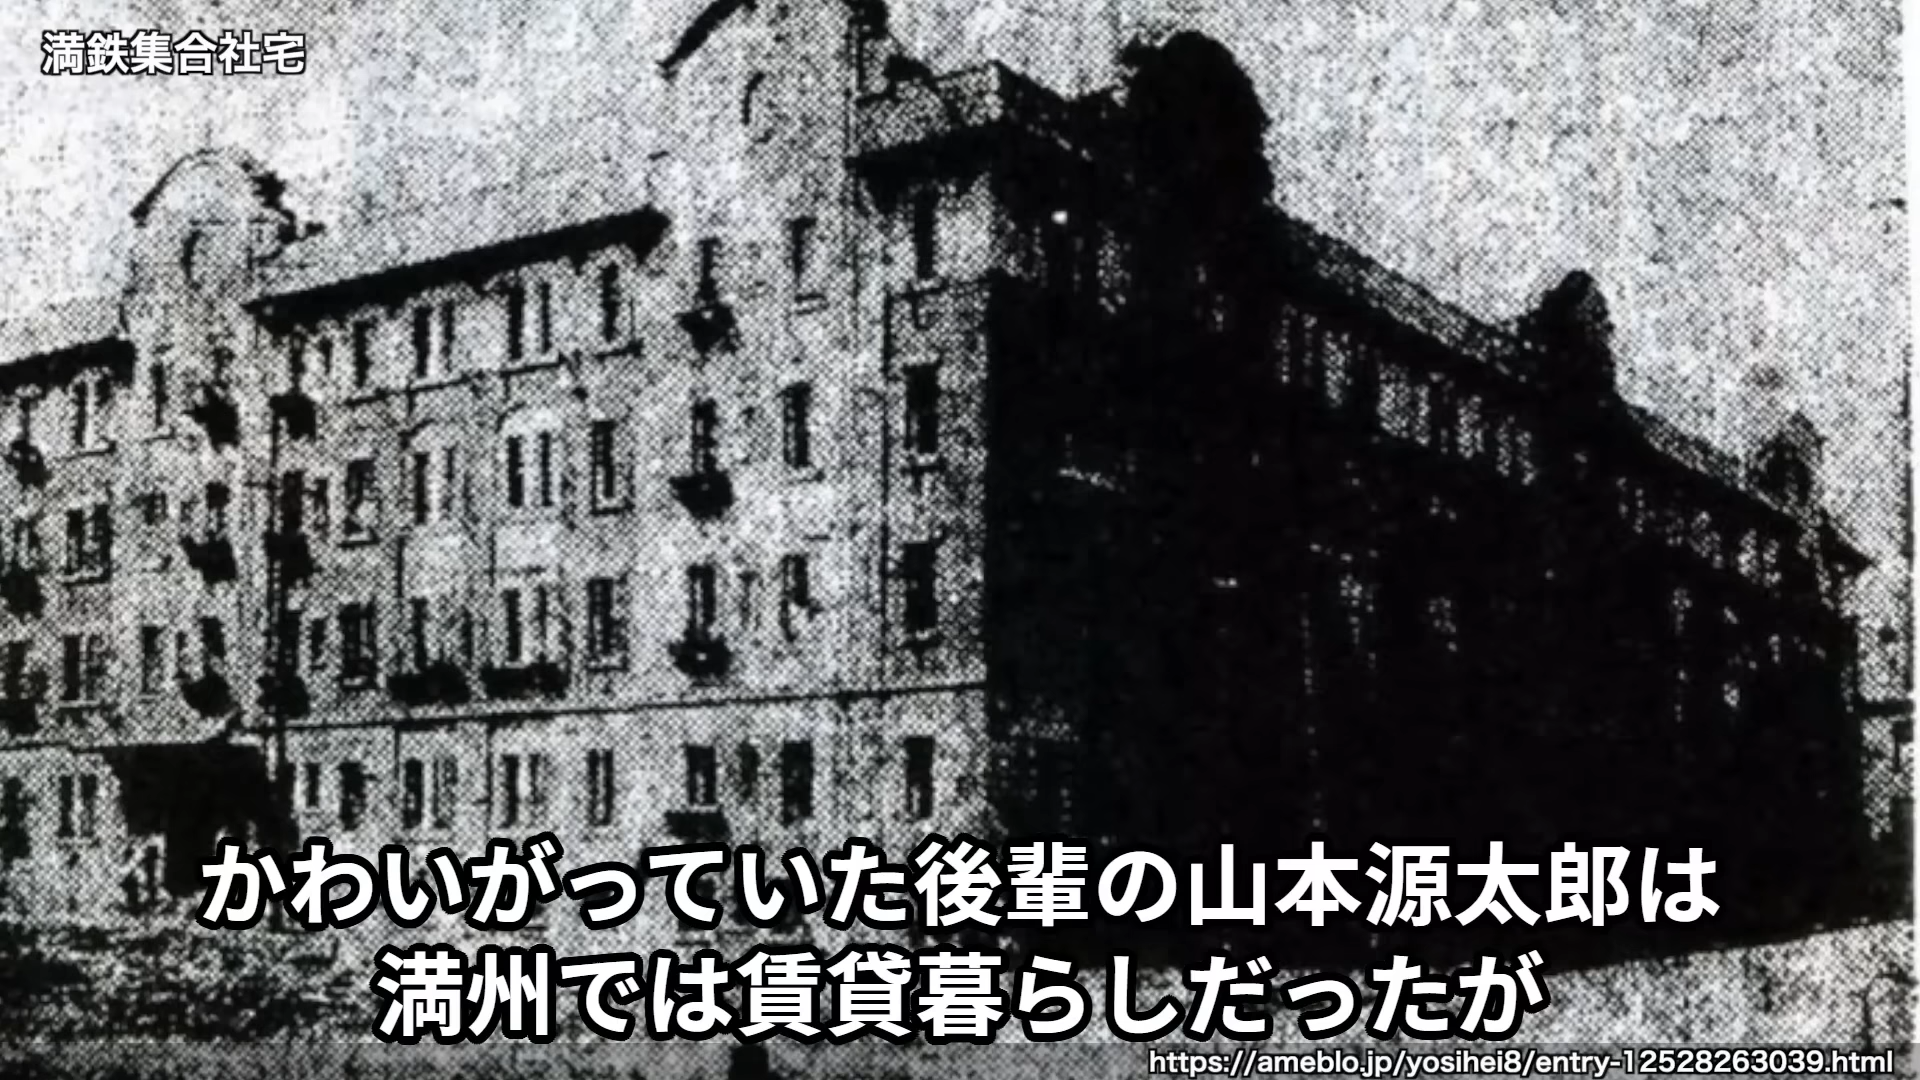 満鉄集合社宅
かわいがっていた後輩の山本源太郎は
満州では賃貸暮らしだったが
https://ameblo.jp/yosihei8/entry-12528263039.html